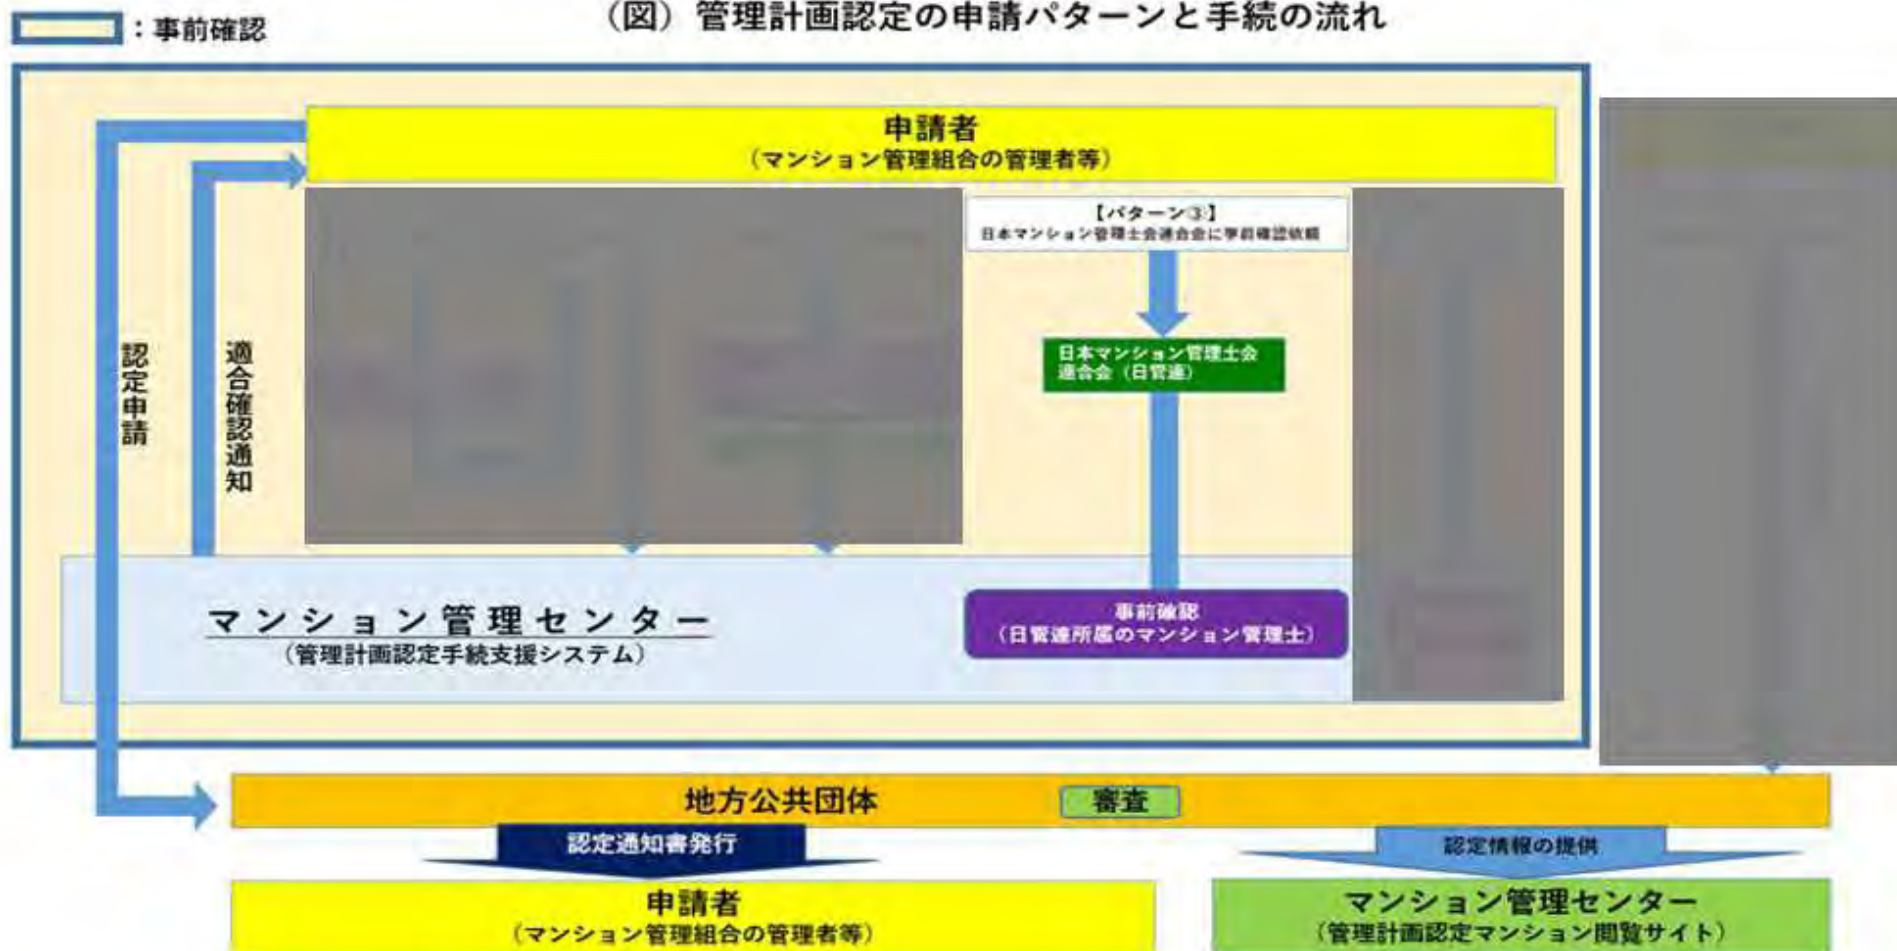 ：事前確認
（図）管理計画認定の申請パターンと手続の流れ
申請者
（マンション管理組合の管理者等）
【パターン③】
日本マンション管理士会連合会に事前確認依頼
日本マンション管理士会
連合会（日管連）
認定申請
適合確認通知
マンション管理センター
（管理計画認定手続支援システム）
事前確認
（日管連所属のマンション管理士）
地方公共団体
審査
認定通知書発行
認定情報の提供
申請者
（マンション管理組合の管理者等）
マンション管理センター
（管理計画認定マンション閲覧サイト）